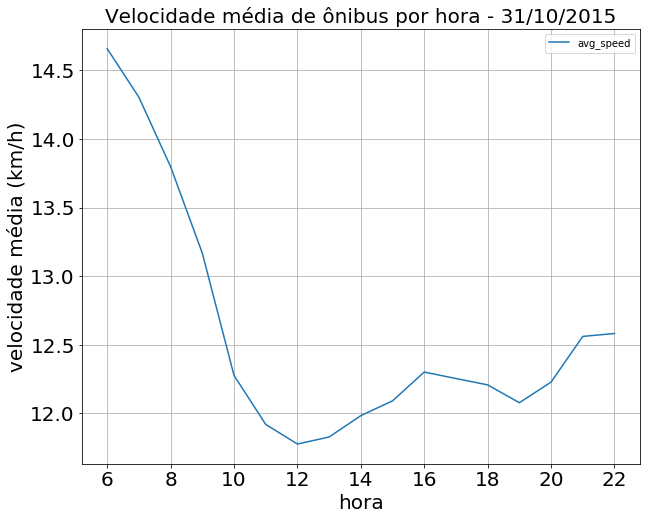 Velocidade média de ônibus por hora - 31/10/2015
avg_speed
velocidade média (km/h)
14.5
14.0
13.5
13.0
12.5
12.0
6 8 10 12 14 16 18 20 22
hora